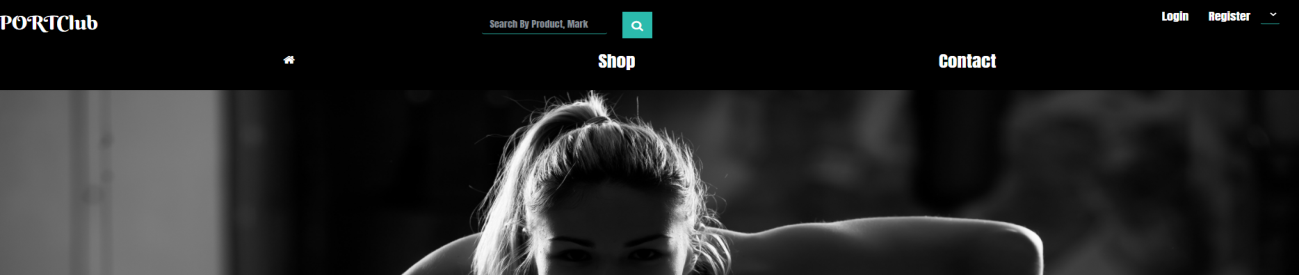 PORTClub
Search By Product, Mark
Login Register
Shop Contact